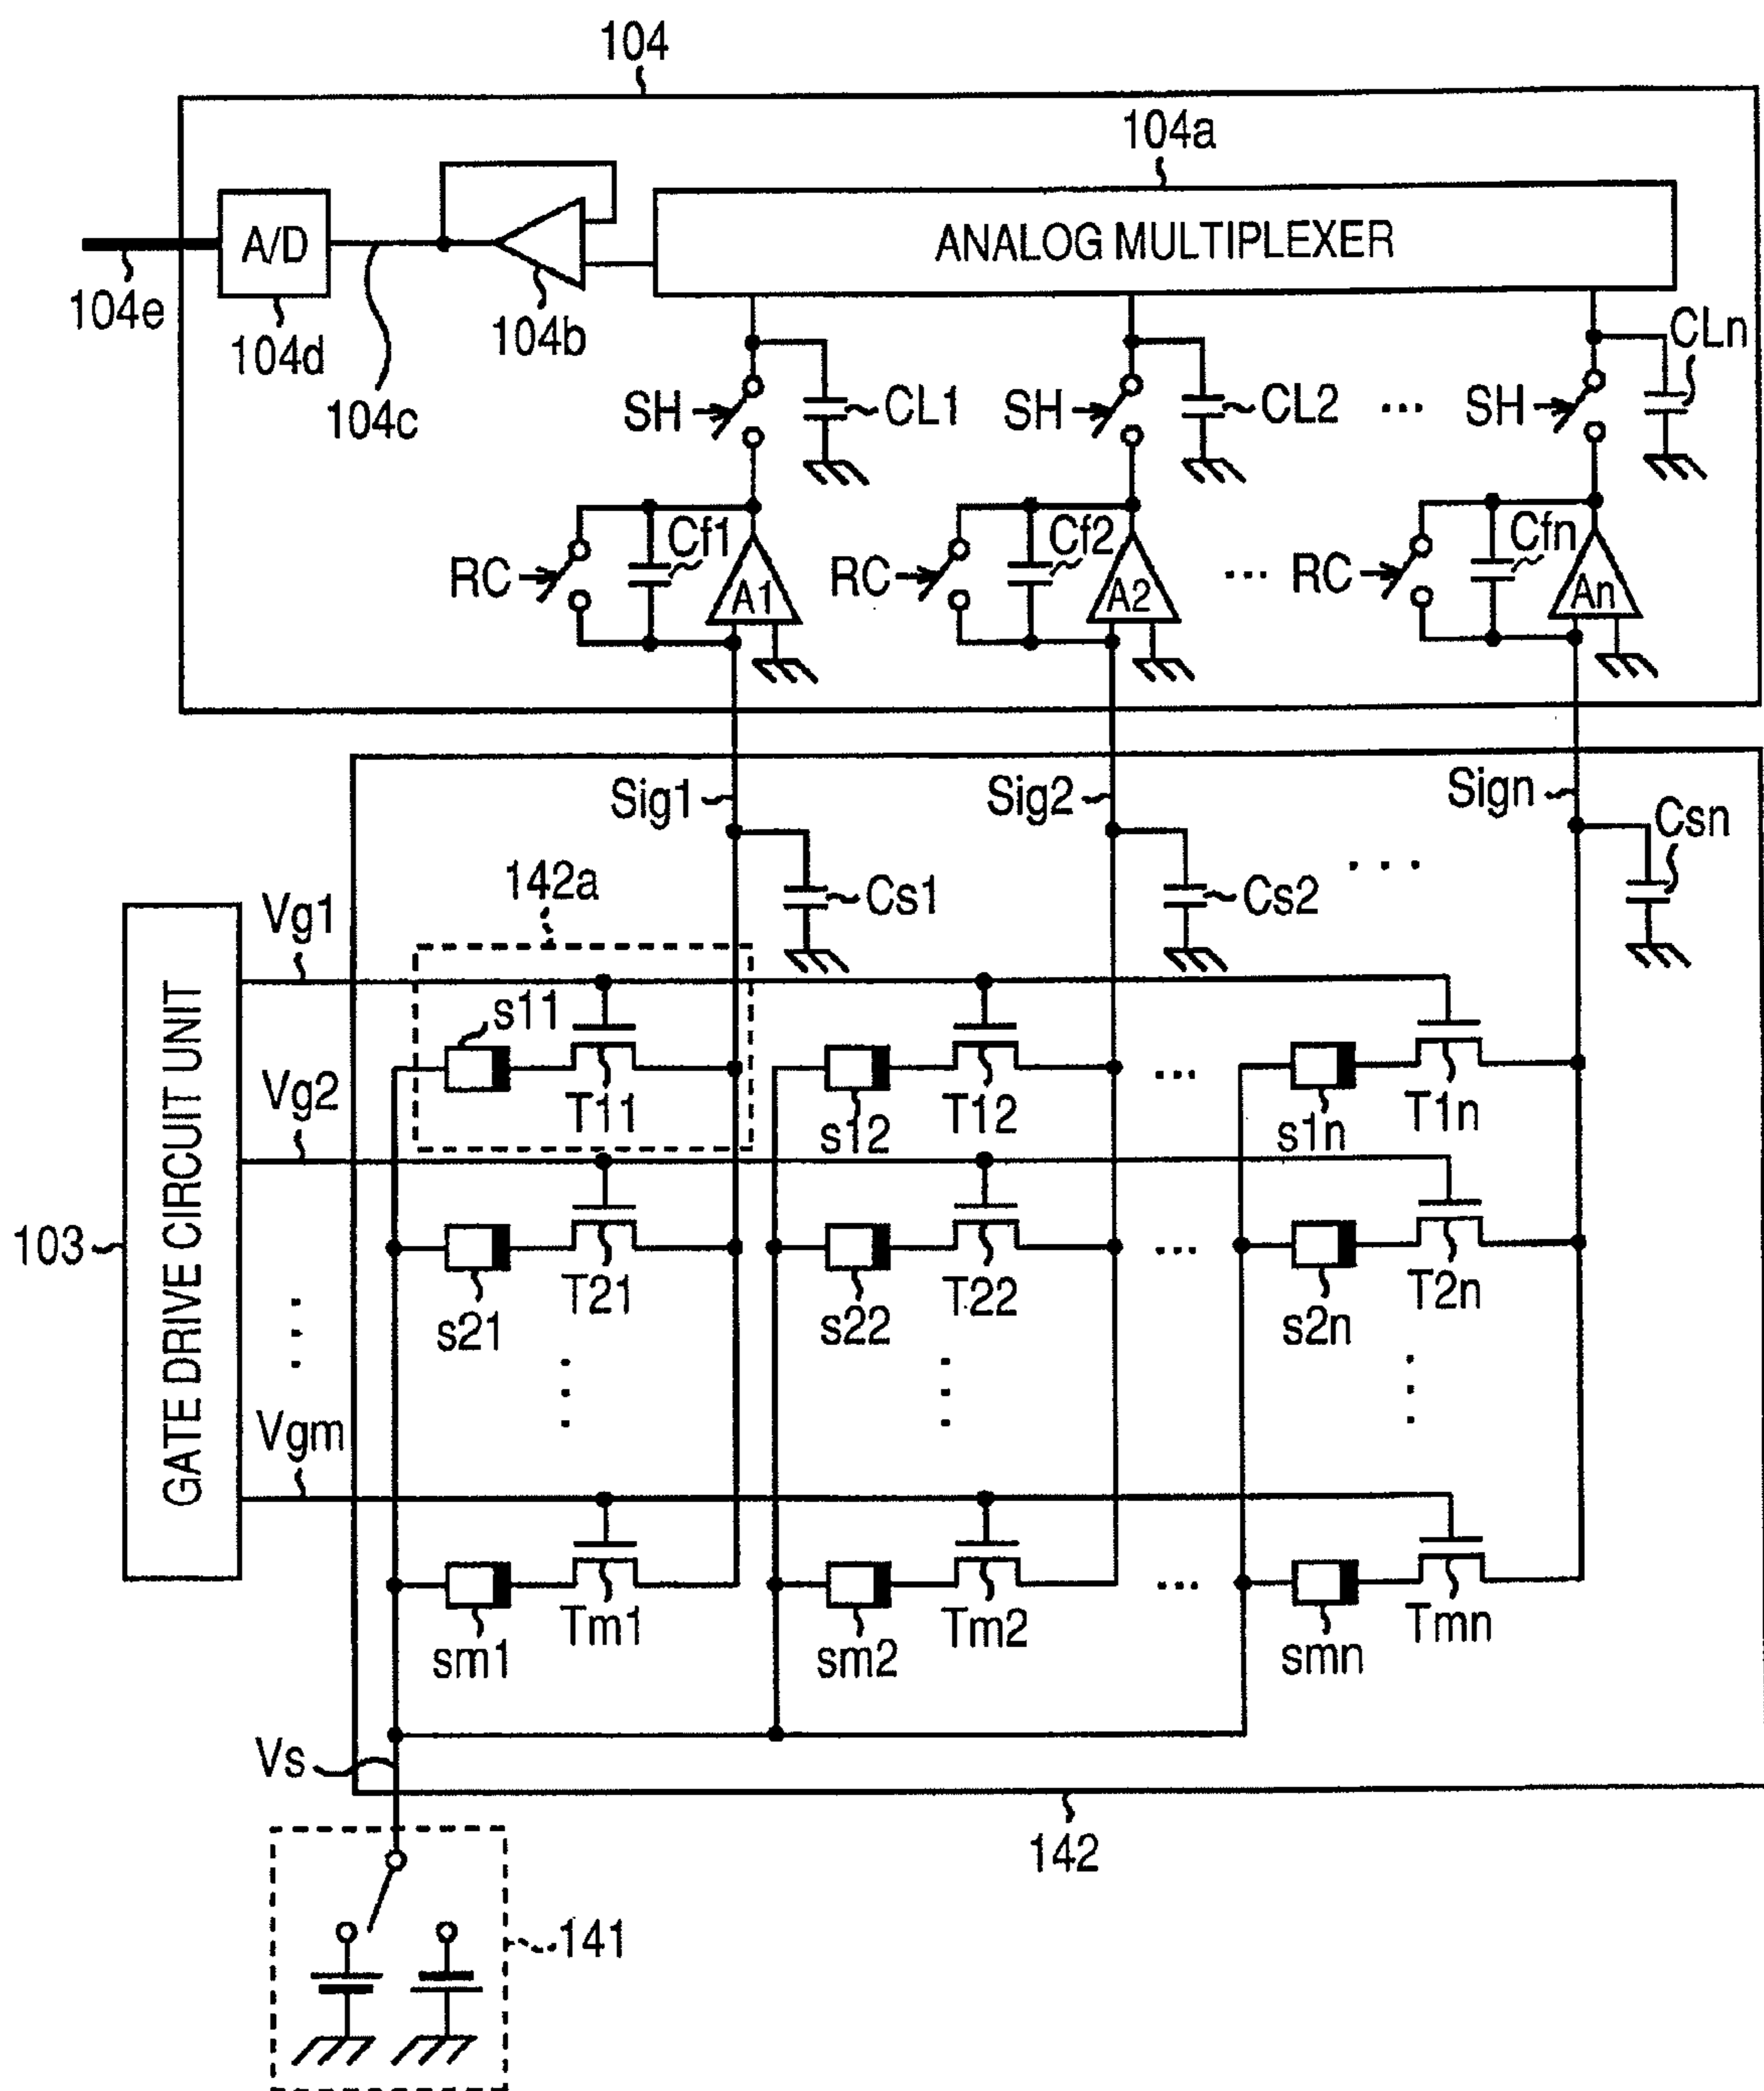 104
104a
A/D
ANALOG MULTIPLEXER
104e
104d
104c
104b
SH
CL1
SH
CL2
...
SH
CLn
RC
Cf1
A1
RC
Cf2
A2
...
RC
Cfn
An
Sig1
Sig2
Sign
Cs1
Cs2
...
Csn
142a
103
GATE DRIVE CIRCUIT UNIT
Vg1
s11
T11
s12
T12
...
s1n
T1n
Vg2
s21
T21
s22
T22
...
s2n
T2n
Vgm
sm1
Tm1
sm2
Tm2
...
smn
Tmn
Vs
142
141